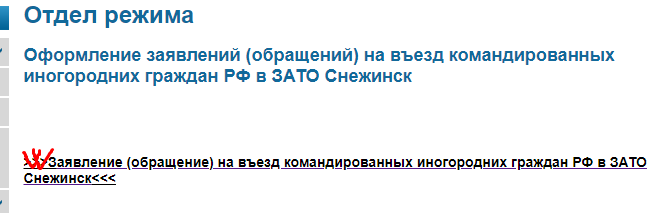 Отдел режима
Оформление заявлений (обращений) на въезд командированных
иногородних граждан РФ в ЗАТО Снежинск
Заявление (обращение) на въезд командированных иногородних граждан РФ в ЗАТО
Снежинск<<<